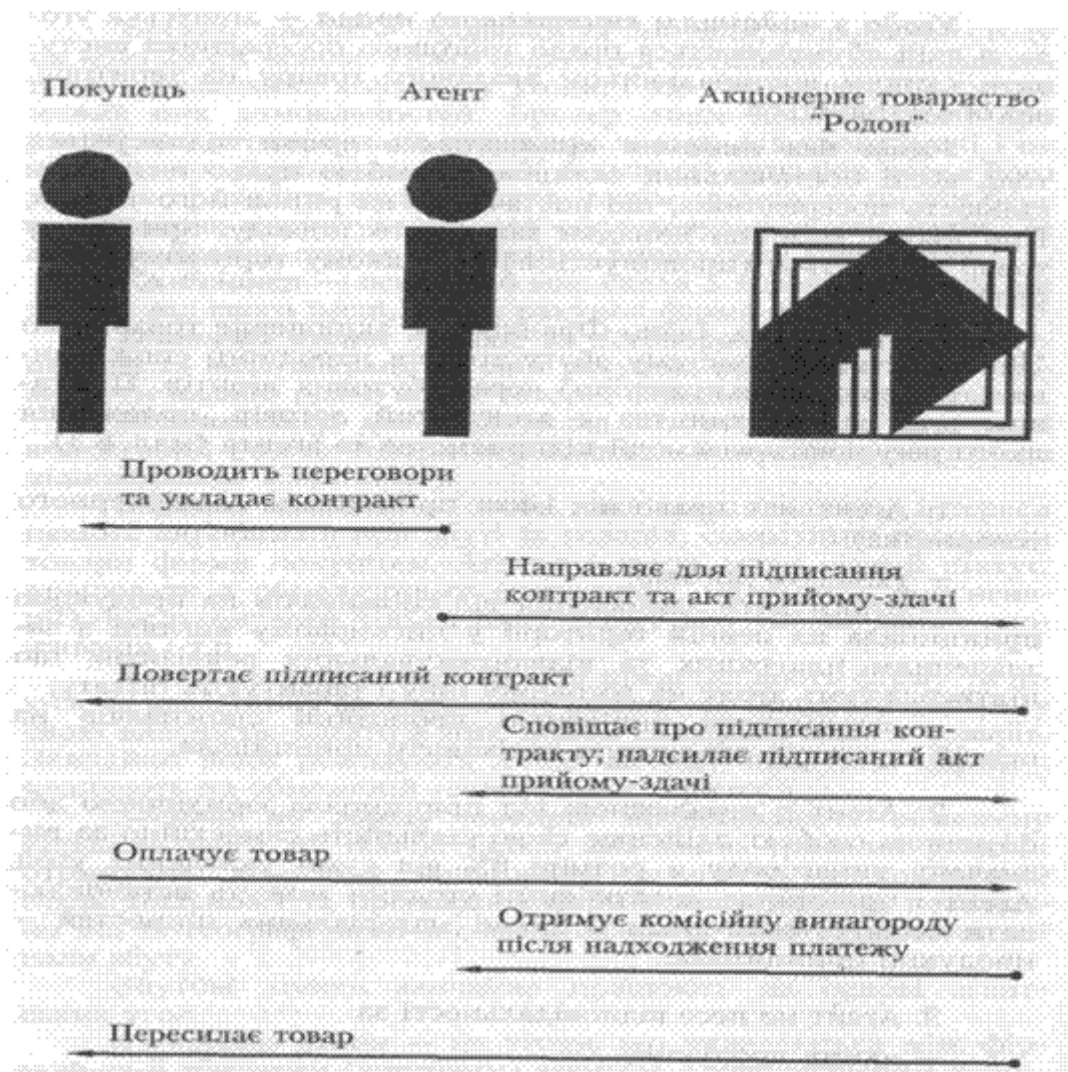 Покупець
Агент
Акціонерне товариство
"Родон"
Проводить переговори
та укладає контракт
Направляє для підписання
контракт та акт прийому-здачі
Повертає підписаний контракт
Сповіщає про підписання кон-
тракту; надсилає підписаний акт
прийому-здачі
Оплачує товар
Отримує комісійну винагороду
після надходження платежу
Пересилає товар